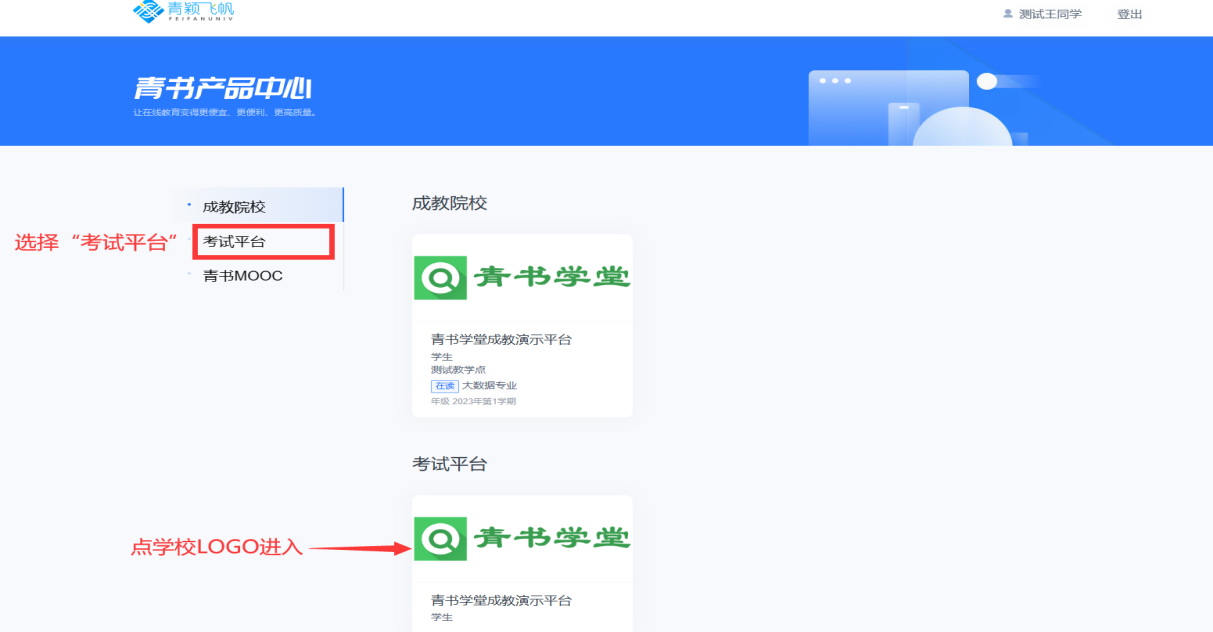 青颖飞帆
FEIFANUNIV
测试王同学 登出
青书产品中心
让在线教育变得更便宜、更便利、更高质量。
成教院校
选择“考试平台”
考试平台
青书MOOC
成教院校
青书学堂
青书学堂成教演示平台
学生
测试教学点
在读 大数据专业
年级 2023年第1学期
考试平台
点学校LOGO进入
青书学堂
青书学堂成教演示平台
学生